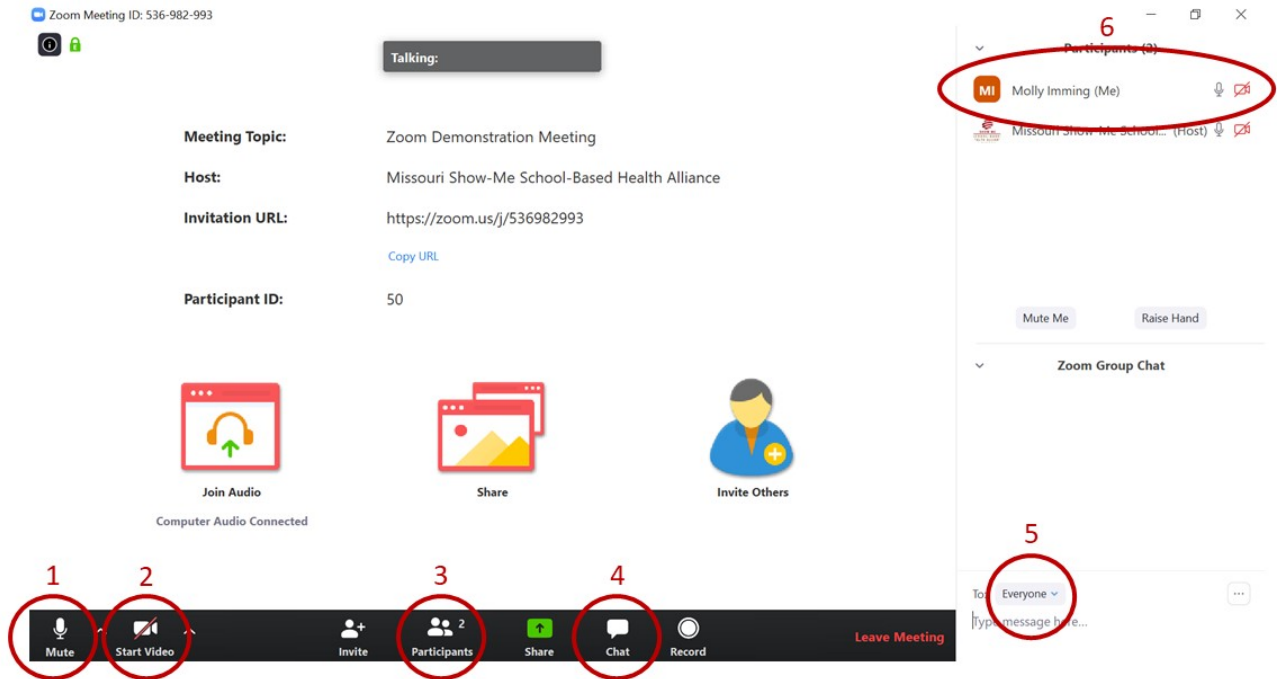 Zoom Meeting ID: 536-982-993
6
Participants (2)
Talking:
MI Molly Imming (Me)
Missouri Show-Me School... (Host)
Meeting Topic: Zoom Demonstration Meeting
Host: Missouri Show-Me School-Based Health Alliance
Invitation URL: https://zoom.us/j/536982993
Copy URL
Participant ID: 50
Mute Me Raise Hand
Zoom Group Chat
Join Audio Share Invite Others
Computer Audio Connected
5
1 2 3 4
To: Everyone
Type message here...
2
Mute Start Video Invite Participants Share Chat Record Leave Meeting